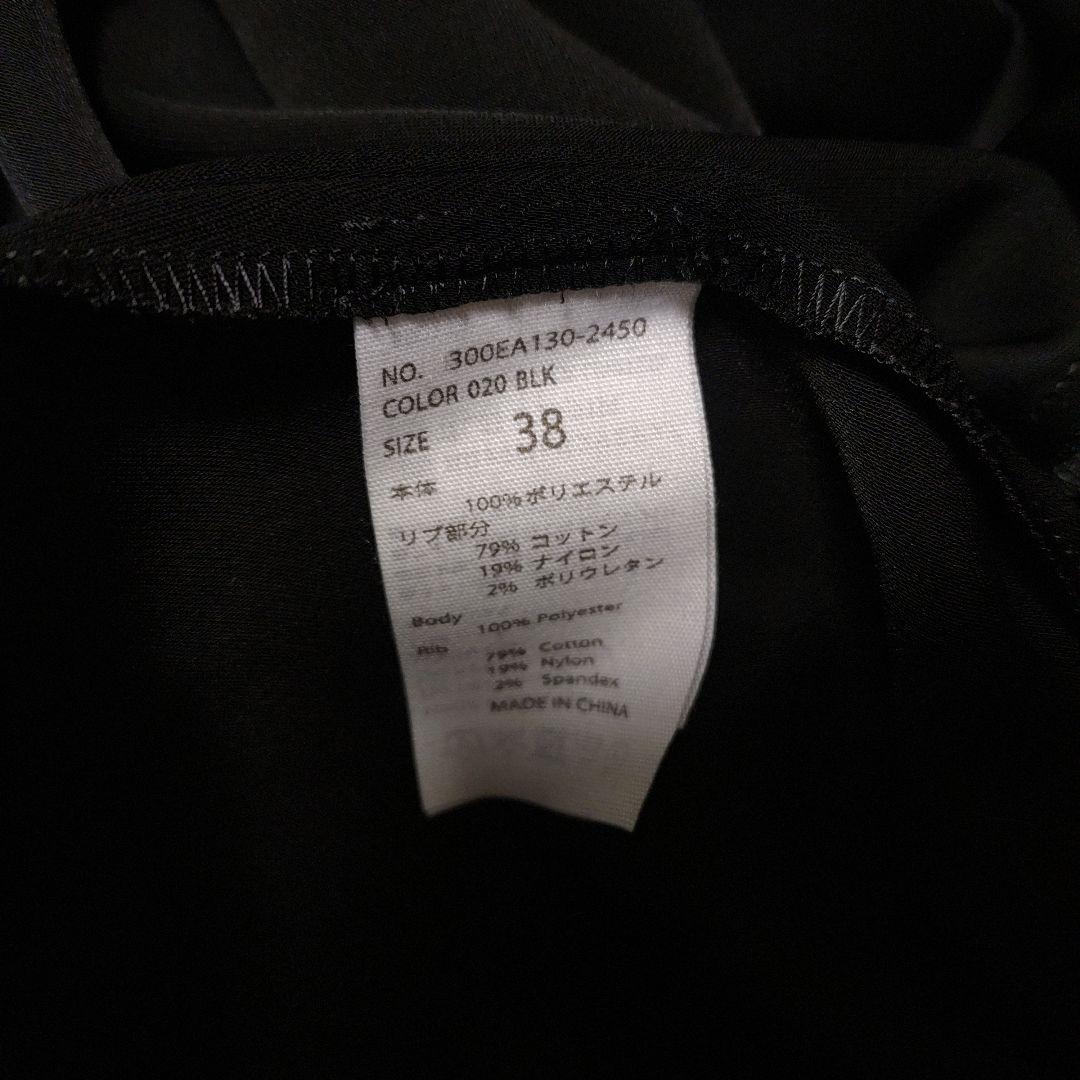 NO. 300EA130-2450
COLOR 020 BLK
SIZE 38
本体 100%ポリエステル
リブ部分
79% コットン
19% ナイロン
2% ポリウレタン
Body 100% Polyester
Rib 79% Cotton
19% Nylon
2% Spandex
MADE IN CHINA